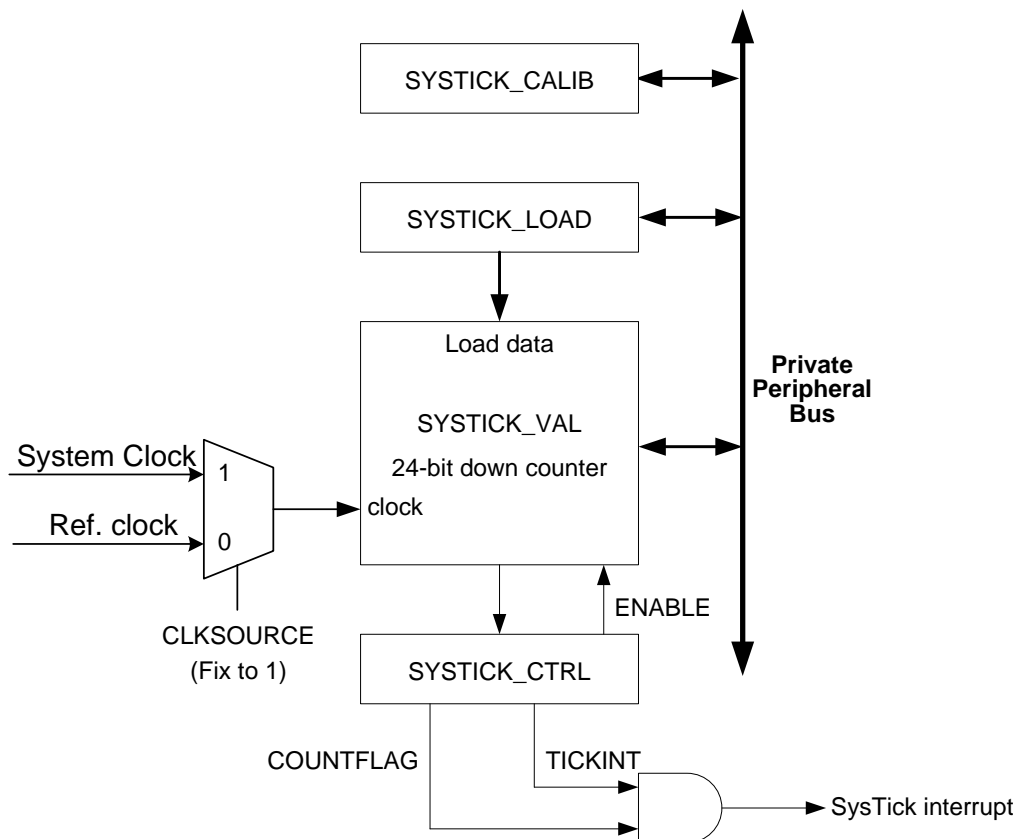 SYSTICK_CALIB
SYSTICK_LOAD
Load data
Private
Peripheral
Bus
SYSTICK_VAL
24-bit down counter
System Clock
1
clock
Ref. clock
0
ENABLE
CLKSOURCE
(Fix to 1)
SYSTICK_CTRL
COUNTFLAG
TICKINT
SysTick interrupt